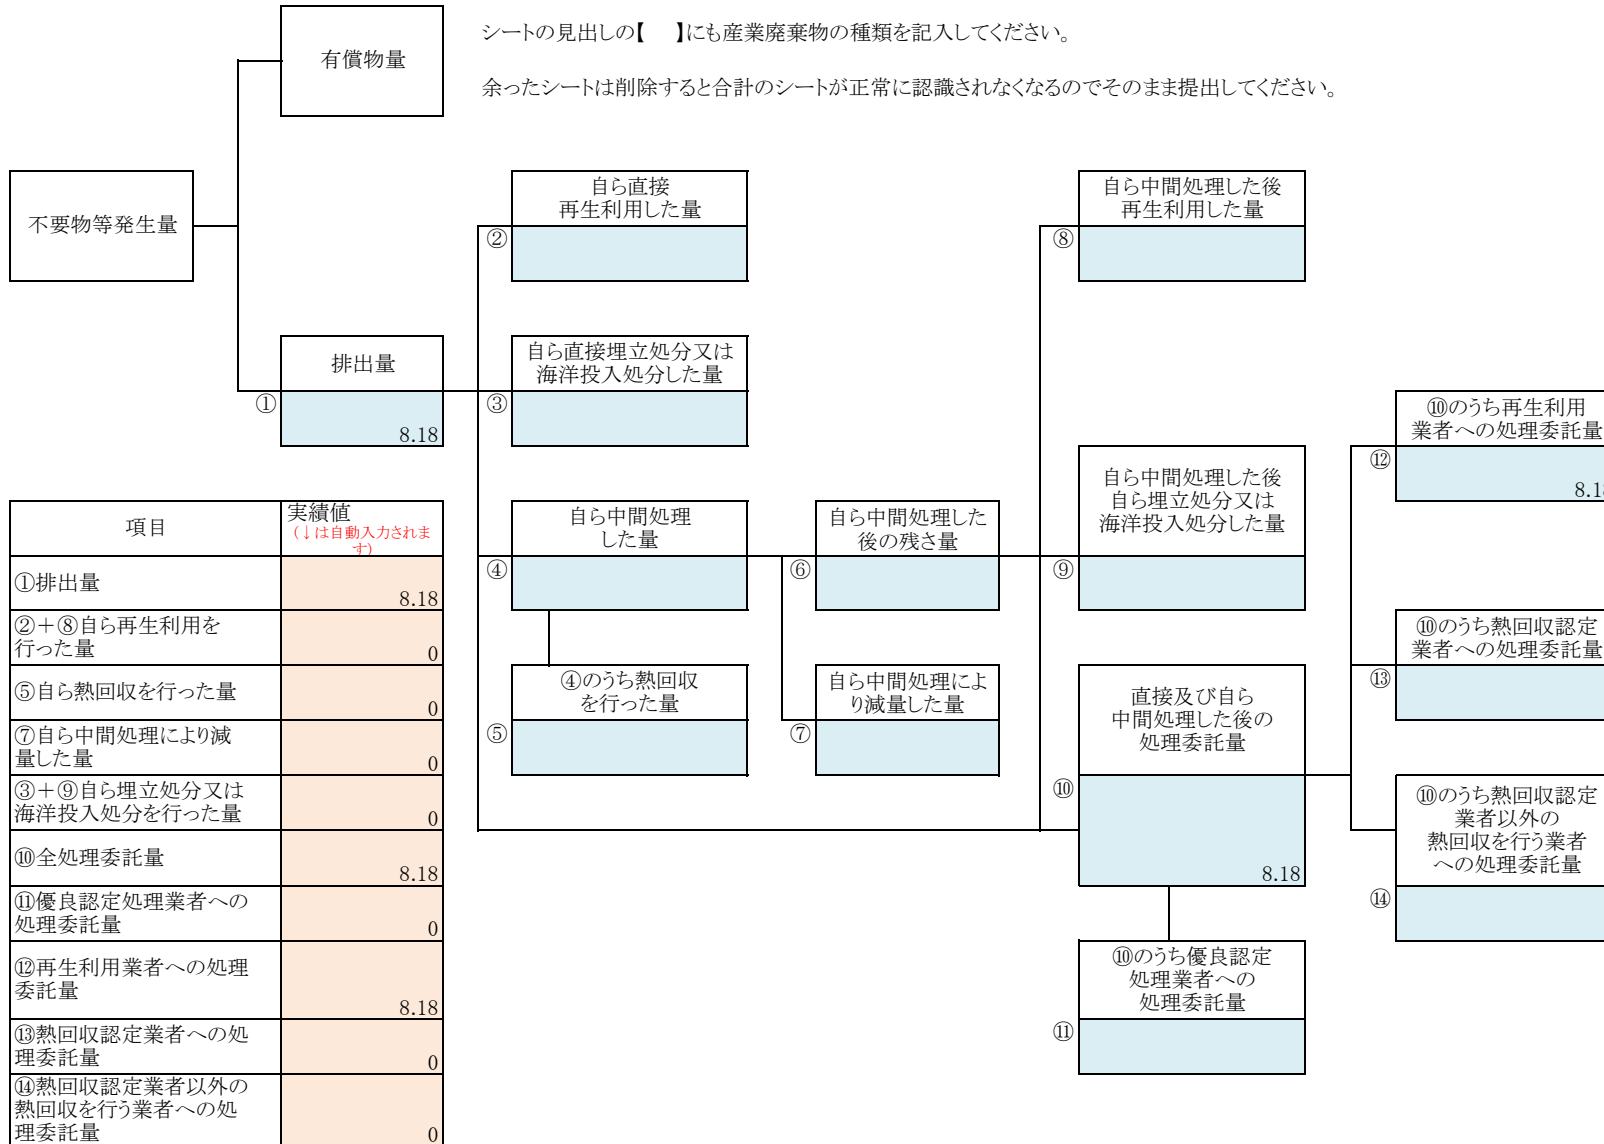 シートの見出しの【　】にも産業廃棄物の種類を記入してください。
余ったシートは削除すると合計のシートが正常に認識されなくなるのでそのまま提出してください。
有償物量
不要物等発生量
自ら直接
再生利用した量
②
自ら中間処理した後
再生利用した量
⑧
排出量
①
8.18
自ら直接埋立処分又は
海洋投入処分した量
③
⑩のうち再生利用
業者への処理委託量
⑫
8.18
自ら中間処理
した量
④
自ら中間処理した
後の残さ量
⑥
自ら中間処理した後
自ら埋立処分又は
海洋投入処分した量
⑨
⑩のうち熱回収認定
業者への処理委託量
⑬
④のうち熱回収
を行った量
⑤
自ら中間処理によ
り減量した量
⑦
直接及び自ら
中間処理した後の
処理委託量
⑩
8.18
⑩のうち熱回収認定
業者以外の
熱回収を行う業者
への処理委託量
⑭
⑩のうち優良認定
処理業者への
処理委託量
⑪
項目
実績値
(↓は自動入力されま
す)
①排出量
8.18
②+⑧自ら再生利用を
行った量
0
⑤自ら熱回収を行った量
0
⑦自ら中間処理により減
量した量
0
③+⑨自ら埋立処分又は
海洋投入処分を行った量
0
⑩全処理委託量
8.18
⑪優良認定処理業者への
処理委託量
0
⑫再生利用業者への処理
委託量
8.18
⑬熱回収認定業者への処
理委託量
0
⑭熱回収認定業者以外の
熱回収を行う業者への処
理委託量
0